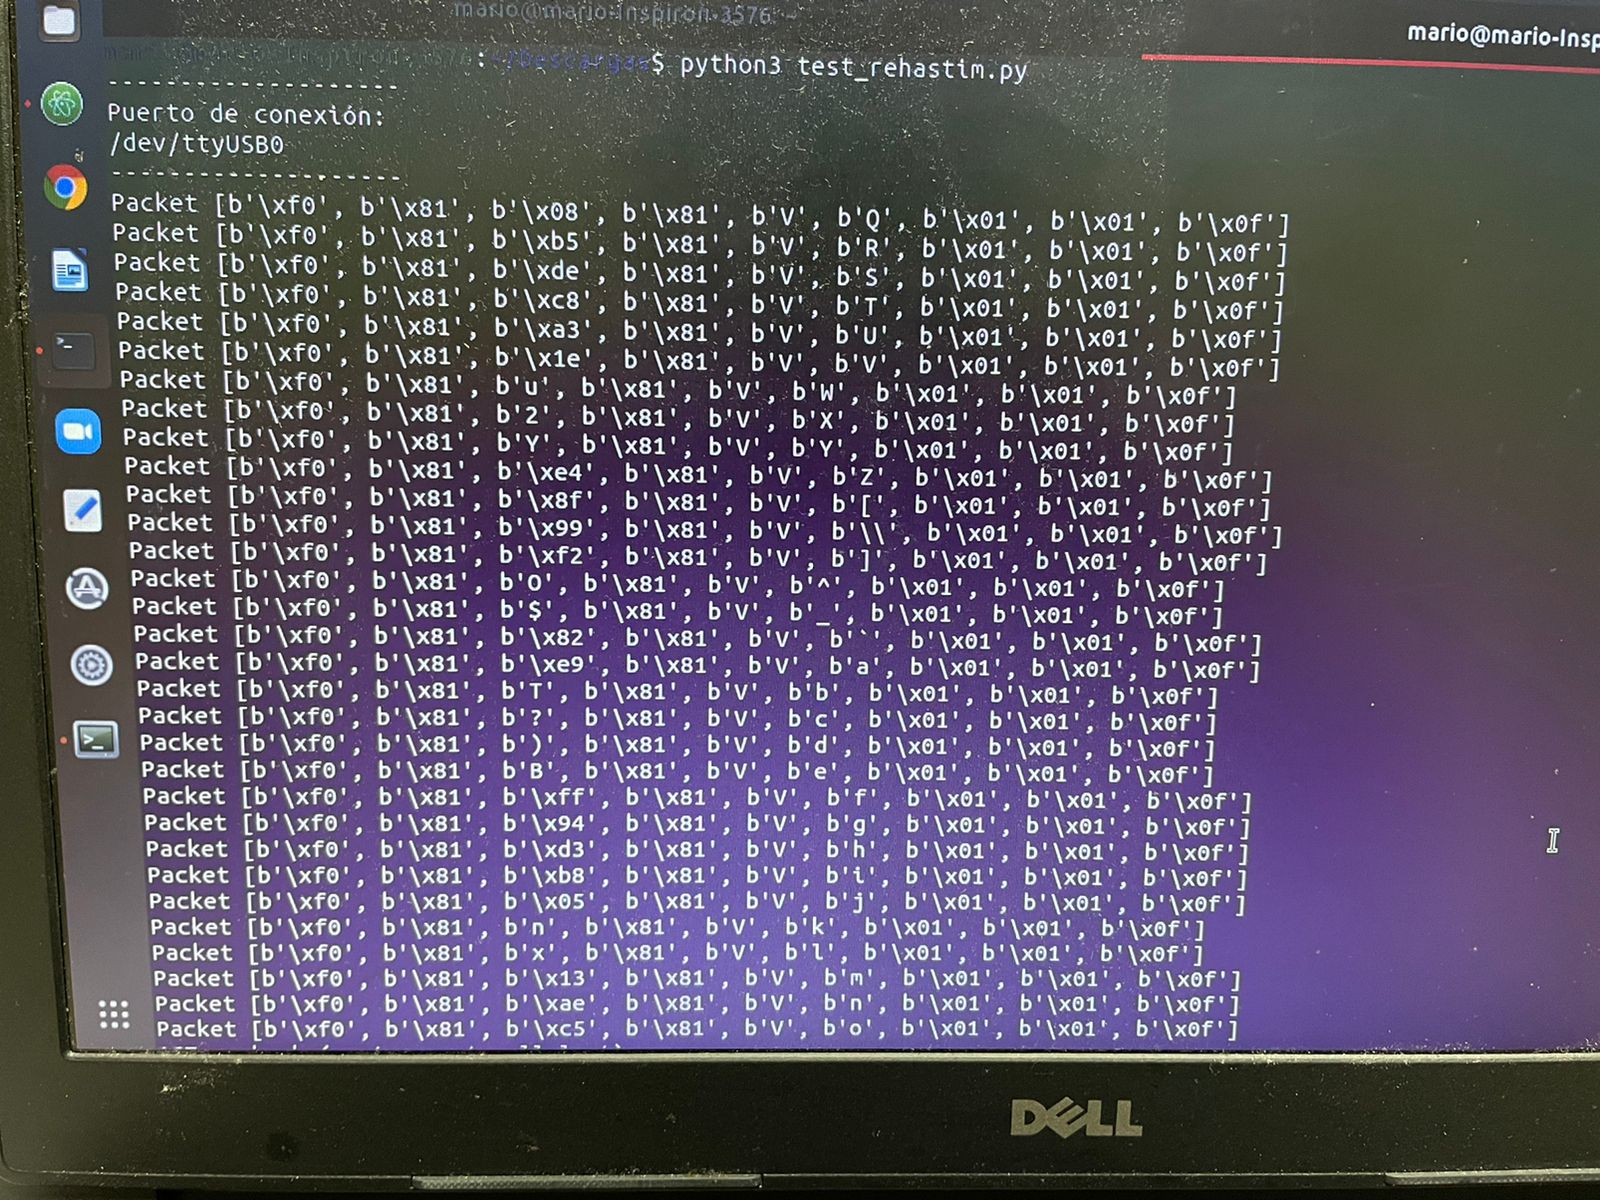 mario@mario-Inspiron-3576: ~
mario@mario-Insp
:~/Descargas$ python3 test_rehastim.py
------------------
Puerto de conexión:
/dev/ttyUSB0
------------------
Packet [b'\xf0', b'\x81', b'\x08', b'\x81', b'V', b'Q', b'\x01', b'\x01', b'\x0f']
Packet [b'\xf0', b'\x81', b'\xb5', b'\x81', b'V', b'R', b'\x01', b'\x01', b'\x0f']
Packet [b'\xf0', b'\x81', b'\xde', b'\x81', b'V', b'S', b'\x01', b'\x01', b'\x0f']
Packet [b'\xf0', b'\x81', b'\xc8', b'\x81', b'V', b'T', b'\x01', b'\x01', b'\x0f']
Packet [b'\xf0', b'\x81', b'\xa3', b'\x81', b'V', b'U', b'\x01', b'\x01', b'\x0f']
Packet [b'\xf0', b'\x81', b'\x1e', b'\x81', b'V', b'V', b'\x01', b'\x01', b'\x0f']
Packet [b'\xf0', b'\x81', b'u', b'\x81', b'V', b'W', b'\x01', b'\x01', b'\x0f']
Packet [b'\xf0', b'\x81', b'2', b'\x81', b'V', b'X', b'\x01', b'\x01', b'\x0f']
Packet [b'\xf0', b'\x81', b'Y', b'\x81', b'V', b'Y', b'\x01', b'\x01', b'\x0f']
Packet [b'\xf0', b'\x81', b'\xe4', b'\x81', b'V', b'Z', b'\x01', b'\x01', b'\x0f']
Packet [b'\xf0', b'\x81', b'\x8f', b'\x81', b'V', b'[', b'\x01', b'\x01', b'\x0f']
Packet [b'\xf0', b'\x81', b'\x99', b'\x81', b'V', b'\\', b'\x01', b'\x01', b'\x0f']
Packet [b'\xf0', b'\x81', b'\xf2', b'\x81', b'V', b']', b'\x01', b'\x01', b'\x0f']
Packet [b'\xf0', b'\x81', b'O', b'\x81', b'V', b'^', b'\x01', b'\x01', b'\x0f']
Packet [b'\xf0', b'\x81', b'$', b'\x81', b'V', b'_', b'\x01', b'\x01', b'\x0f']
Packet [b'\xf0', b'\x81', b'\x82', b'\x81', b'V', b'`', b'\x01', b'\x01', b'\x0f']
Packet [b'\xf0', b'\x81', b'\xe9', b'\x81', b'V', b'a', b'\x01', b'\x01', b'\x0f']
Packet [b'\xf0', b'\x81', b'T', b'\x81', b'V', b'b', b'\x01', b'\x01', b'\x0f']
Packet [b'\xf0', b'\x81', b'?', b'\x81', b'V', b'c', b'\x01', b'\x01', b'\x0f']
Packet [b'\xf0', b'\x81', b')', b'\x81', b'V', b'd', b'\x01', b'\x01', b'\x0f']
Packet [b'\xf0', b'\x81', b'B', b'\x81', b'V', b'e', b'\x01', b'\x01', b'\x0f']
Packet [b'\xf0', b'\x81', b'\xff', b'\x81', b'V', b'f', b'\x01', b'\x01', b'\x0f']
Packet [b'\xf0', b'\x81', b'\x94', b'\x81', b'V', b'g', b'\x01', b'\x01', b'\x0f']
Packet [b'\xf0', b'\x81', b'\xd3', b'\x81', b'V', b'h', b'\x01', b'\x01', b'\x0f']
Packet [b'\xf0', b'\x81', b'\xb8', b'\x81', b'V', b'i', b'\x01', b'\x01', b'\x0f']
Packet [b'\xf0', b'\x81', b'\x05', b'\x81', b'V', b'j', b'\x01', b'\x01', b'\x0f']
Packet [b'\xf0', b'\x81', b'n', b'\x81', b'V', b'k', b'\x01', b'\x01', b'\x0f']
Packet [b'\xf0', b'\x81', b'x', b'\x81', b'V', b'l', b'\x01', b'\x01', b'\x0f']
Packet [b'\xf0', b'\x81', b'\x13', b'\x81', b'V', b'm', b'\x01', b'\x01', b'\x0f']
Packet [b'\xf0', b'\x81', b'\xae', b'\x81', b'V', b'n', b'\x01', b'\x01', b'\x0f']
Packet [b'\xf0', b'\x81', b'\xc5', b'\x81', b'V', b'o', b'\x01', b'\x01', b'\x0f']
DELL